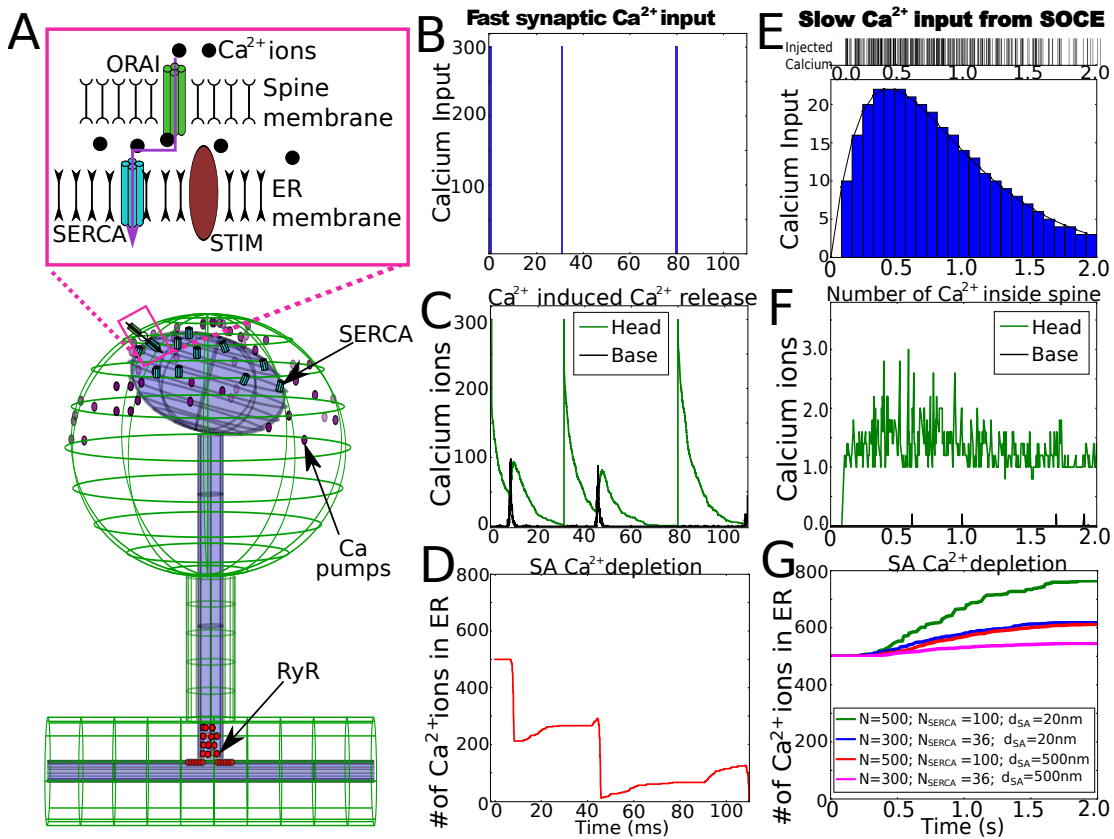 A
Ca2+ions
ORAI
Spine
membrane
ER
membrane
SERCA
STIM
SERCA
Ca
pumps
RyR
Fast synaptic Ca2+ input
B
Calcium Input
300
200
100
0 20 40 60 80 100
C
Ca2+ induced Ca2+ release
Head
Base
Calcium ions
300
200
100
0
D
SA Ca2+depletion
# of Ca2+ions in ER
800
600
400
200
0
0 20 40 60 80 100
Time (ms)
Slow Ca2+ input from SOCE
E
Injected
Calcium
0.0 0.5 1.0 1.5 2.0
Calcium Input
20
15
10
5
0
0.5 1.0 1.5 2.0
F
Number of Ca2+ inside spine
Head
Base
Calcium ions
3.0
2.0
1.0
0.0
0.0 0.5 1.0 1.5 2.0
G
SA Ca2+depletion
#of Ca2+ ions in ER
800
600
400
200
0
N=500; NSERCA =100; dSA=20nm
N=300; NSERCA =36; dSA=20nm
N=500; NSERCA =100; dSA=500nm
N=300; NSERCA =36; dSA=500nm
0.0 0.5 1.0 1.5 2.0
Time (s)